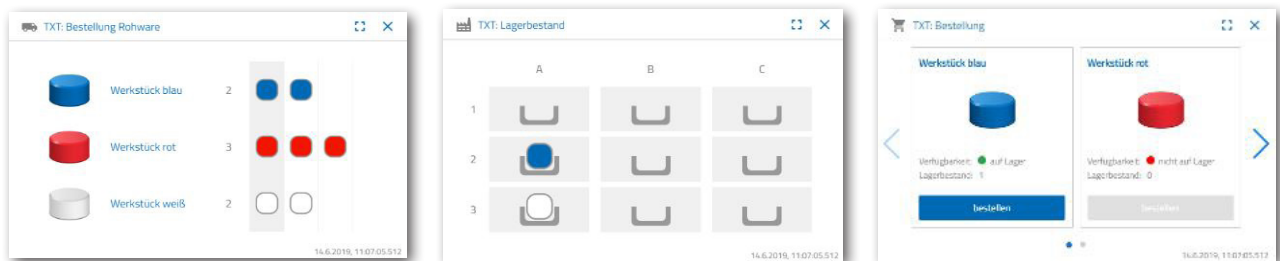 TXT: Bestellung Rohware
Werkstück blau 2
Werkstück rot 3
Werkstück weiß 2
14.6.2019, 11:07:05.512
TXT: Lagerbestand
A B C
1
2
3
14.6.2019, 11:07:05.512
TXT: Bestellung
Werkstück blau
Verfügbarkeit: auf Lager
Lagerbestand: 1
bestellen
Werkstück rot
Verfügbarkeit: nicht auf Lager
Lagerbestand: 0
bestellen
14.6.2019, 11:07:05.512